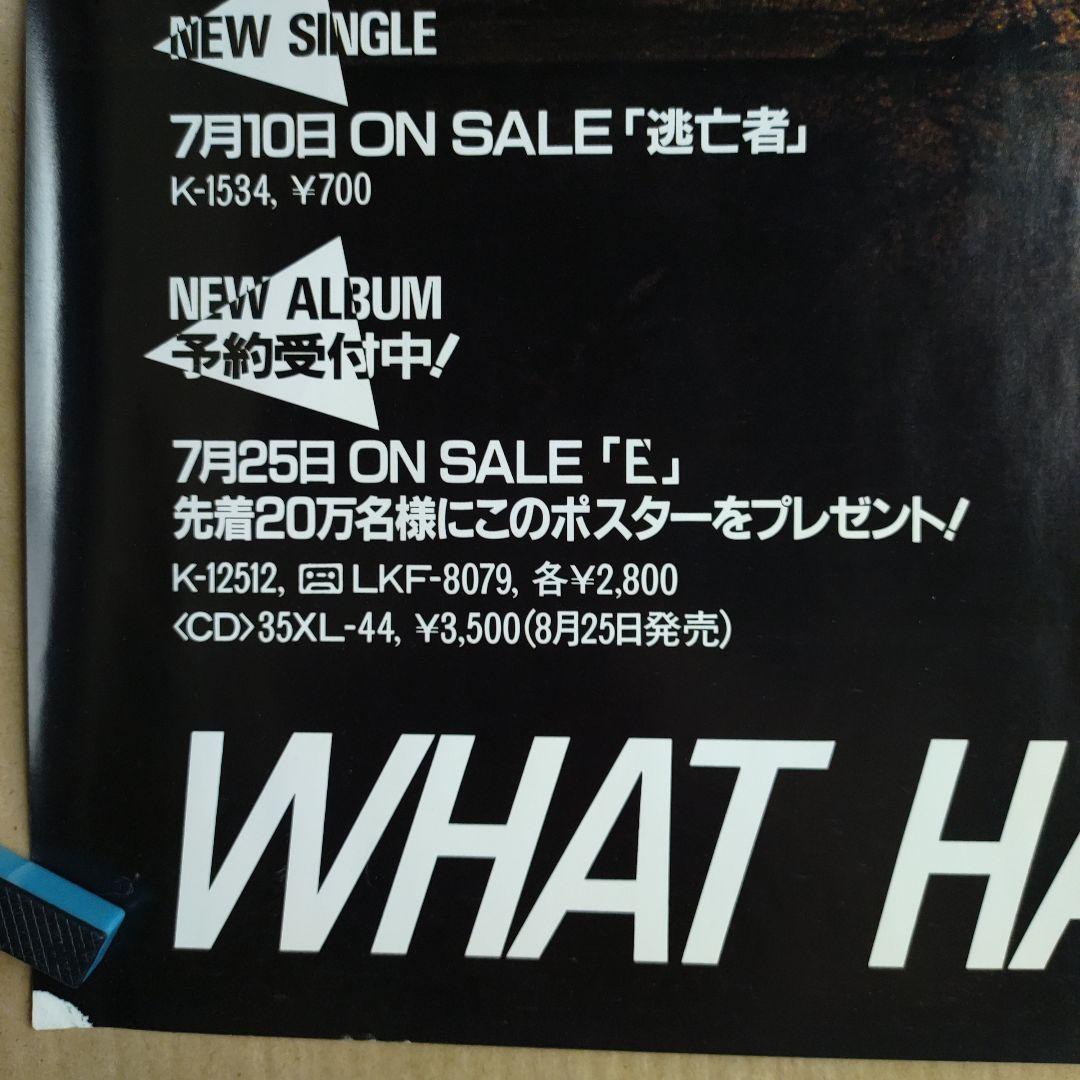 NEW SINGLE
7月10日 ON SALE「逃亡者」
K-1534, ¥700
NEW ALBUM
予約受付中!
7月25日 ON SALE「E」
先着20万名様にこのポスターをプレゼント!
K-12512, LKF-8079, 各¥2,800
〈CD〉35XL-44, ¥3,500(8月25日発売)
WHAT HA